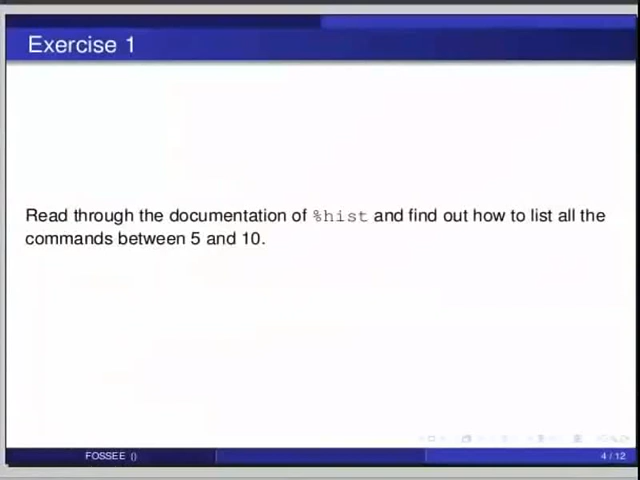 Exercise 1
Read through the documentation of %hist and find out how to list all the
commands between 5 and 10.
FOSSEE ()
4 / 12